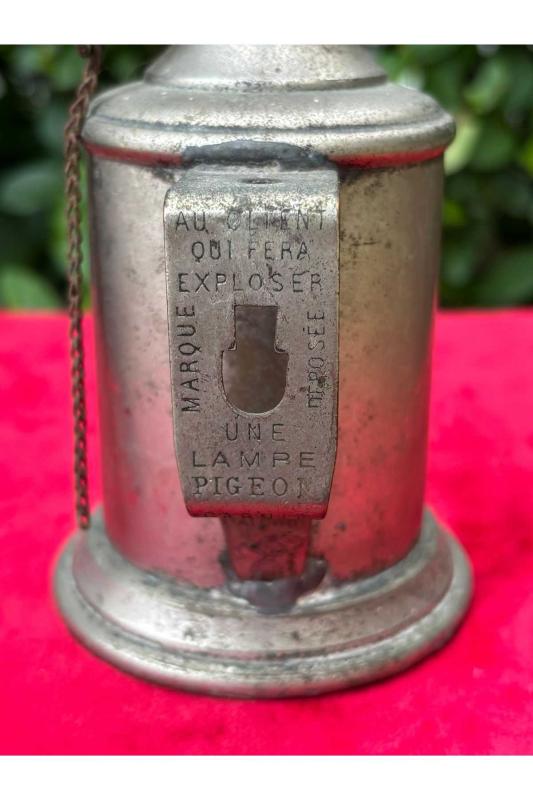 AU CLIENT
QUI FERA
EXPLOSER
MARQUE
DÉPOSÉE
UNE
LAMPE
PIGEON